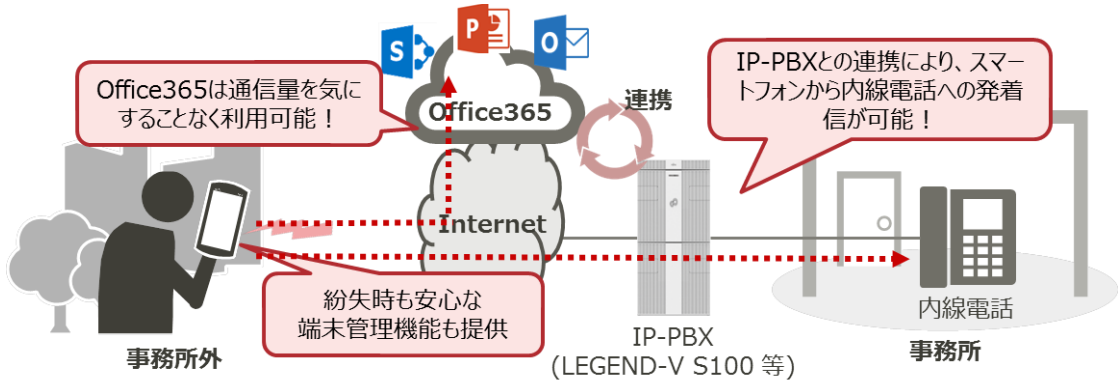 S
P
O
Office365は通信量を気に
することなく利用可能！
Office365
連携
IP-PBXとの連携により、スマー
トフォンから内線電話への発着
信が可能！
Internet
紛失時も安心な
端末管理機能も提供
事務所外
IP-PBX
(LEGEND-V S100 等)
内線電話
事務所